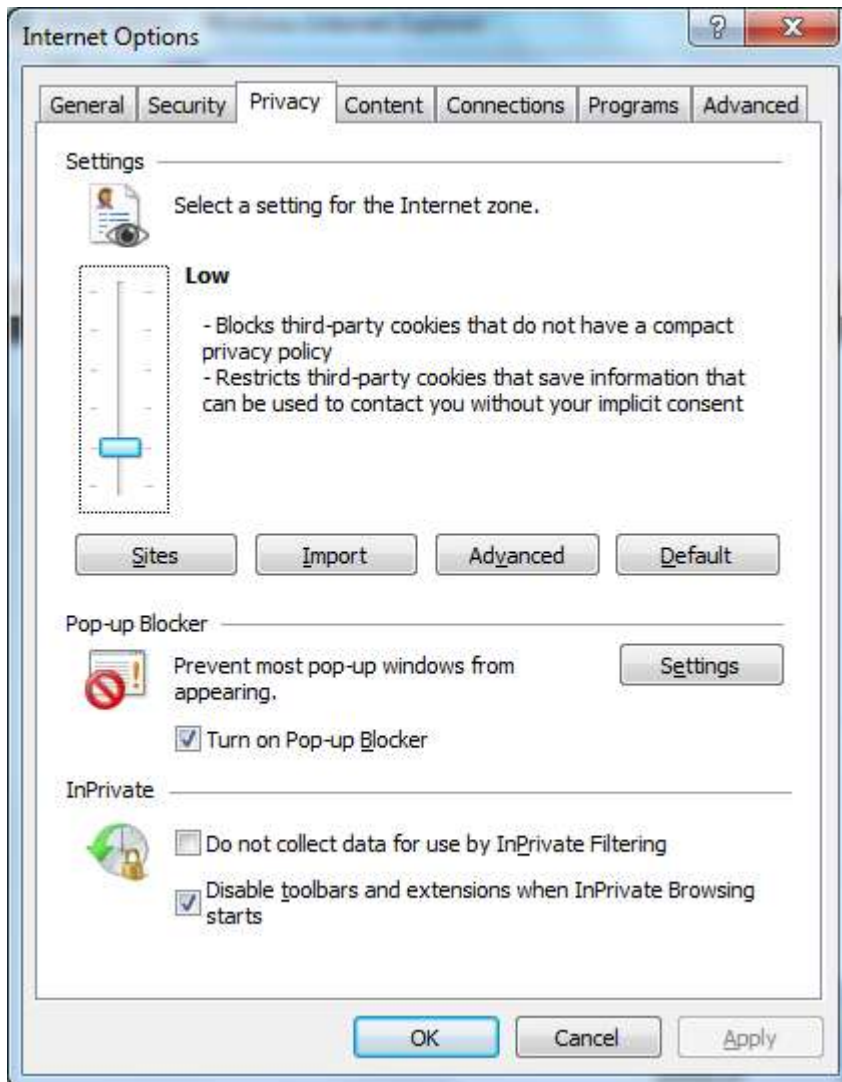 Internet Options
General Security Privacy Content Connections Programs Advanced
Settings
Select a setting for the Internet zone.
Low
- Blocks third-party cookies that do not have a compact
privacy policy
- Restricts third-party cookies that save information that
can be used to contact you without your implicit consent
Sites Import Advanced Default
Pop-up Blocker
Prevent most pop-up windows from
appearing.
Settings
Turn on Pop-up Blocker
InPrivate
Do not collect data for use by InPrivate Filtering
Disable toolbars and extensions when InPrivate Browsing
starts
OK Cancel Apply